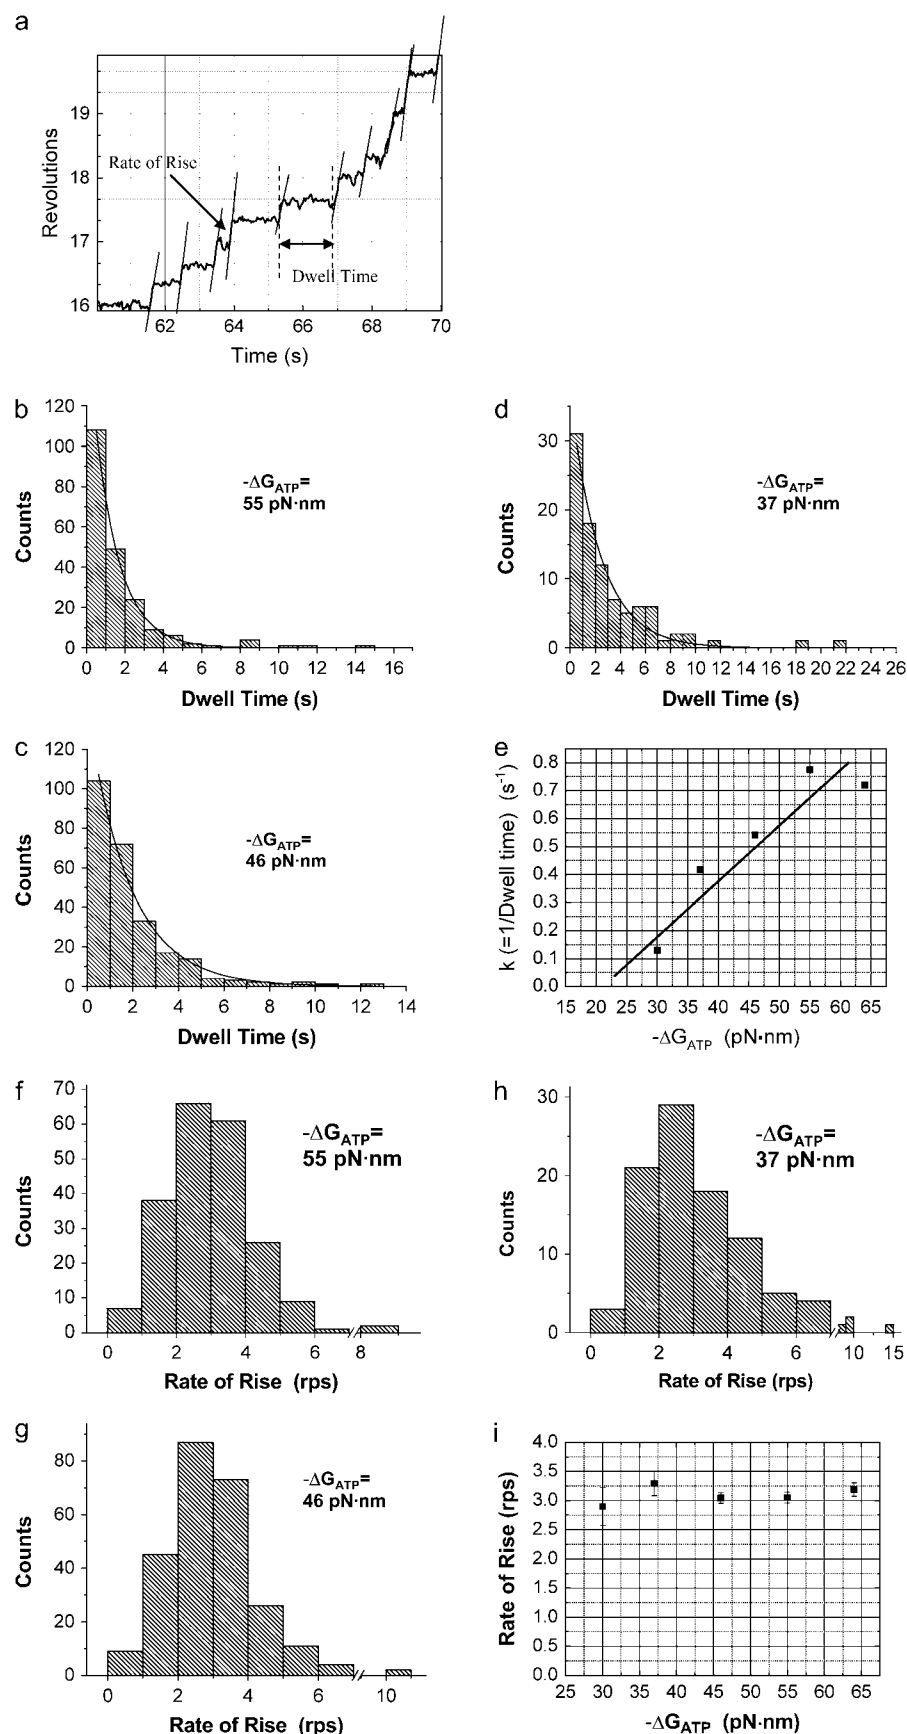 a
19
Revolutions
Rate of Rise
17
Dwell Time
16
62 64 66 68 70
Time (s)
b
120
100
80
60
40
20
0
Counts
-ΔG_ATP=
55 pN·nm
0 2 4 6 8 10 12 14 16
Dwell Time (s)
d
30
20
10
0
Counts
-ΔG_ATP=
37 pN·nm
0 2 4 6 8 10 12 14 16 18 20 22 24 26
Dwell Time (s)
c
120
100
80
60
40
20
0
Counts
-ΔG_ATP=
46 pN·nm
0 2 4 6 8 10 12 14
Dwell Time (s)
e
0.8
0.7
0.6
0.5
0.4
0.3
0.2
0.1
0.0
k (=1/Dwell time) (s⁻¹)
15 20 25 30 35 40 45 50 55 60 65
-ΔG_ATP (pN·nm)
f
70
60
50
40
30
20
10
0
Counts
-ΔG_ATP=
55 pN·nm
0 2 4 6 8
Rate of Rise (rps)
h
30
20
10
0
Counts
-ΔG_ATP=
37 pN·nm
0 2 4 6 10 15
Rate of Rise (rps)
g
80
60
40
20
0
Counts
-ΔG_ATP=
46 pN·nm
0 2 4 6 10
Rate of Rise (rps)
i
4.0
3.5
3.0
2.5
2.0
1.5
1.0
0.5
0.0
Rate of Rise (rps)
25 30 35 40 45 50 55 60 65
-ΔG_ATP (pN·nm)